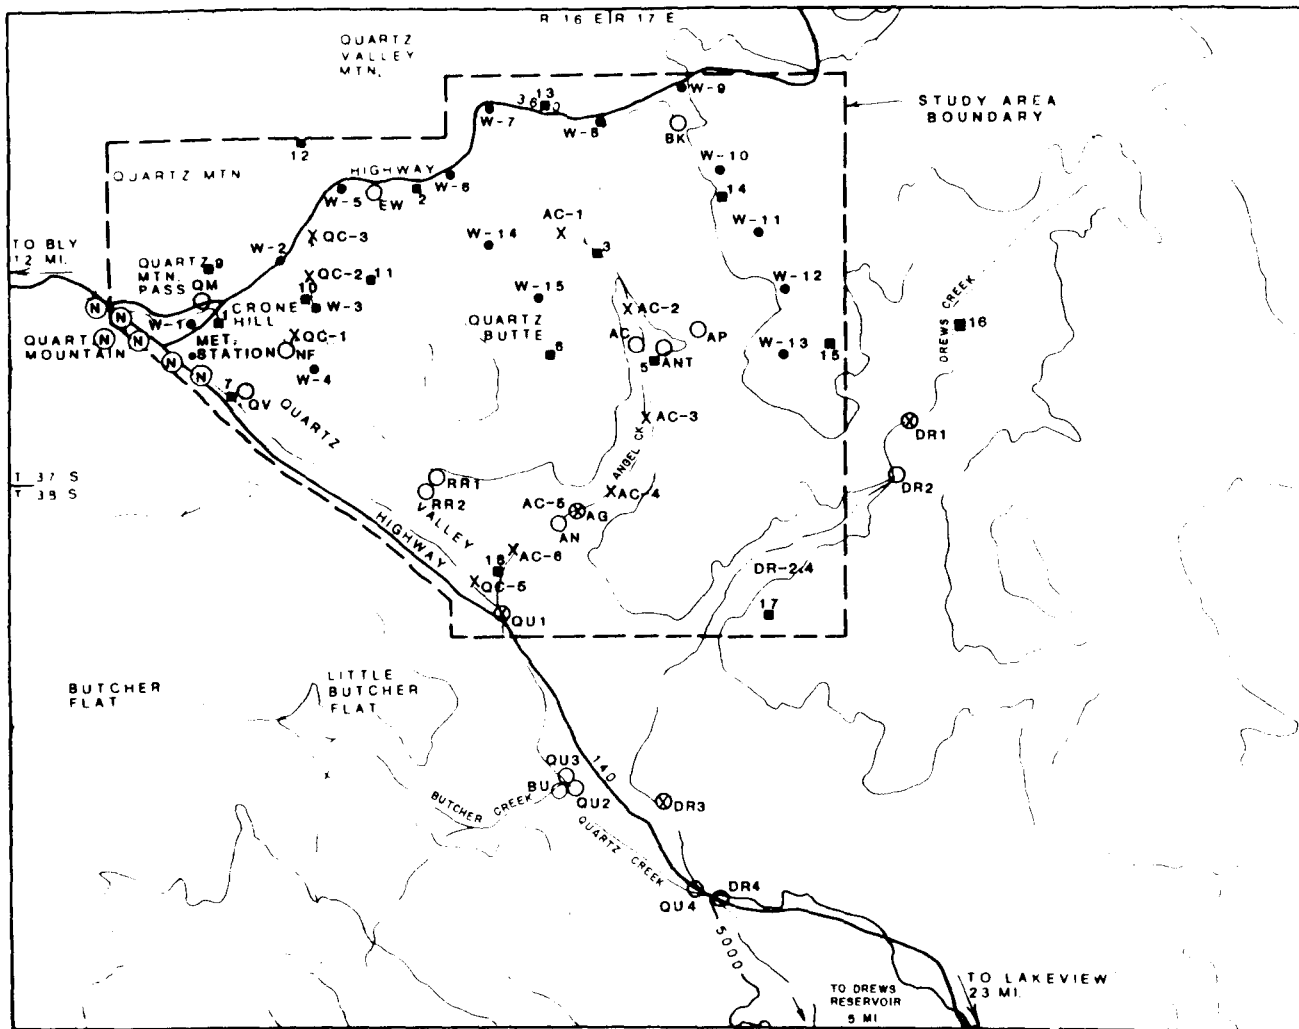 R 16 E R 17 E
QUARTZ
VALLEY
MTN.
W-9
13
3600
W-7
W-8
STUDY AREA
BOUNDARY
BK
12
QUARTZ MTN
HIGHWAY
W-6
W-10
W-5
EW
2
14
AC-1
QC-3
W-11
TO BLY
12 MI.
W-2
W-14
3
QUARTZ
MTN.
PASS
9
QM
QC-2
11
W-12
10
W-15
DREWS CREEK
1
CRONE
HILL
W-3
AC-2
16
W-1
QUARTZ
BUTTE
AP
N
N
N
N
N
N
QUARTZ
MOUNTAIN
MET.
STATION
QC-1
NF
AC
ANT
W-13
15
6
5
W-4
7
QV
QUARTZ
AC-3
DR1
ANGEL CK
T 37 S
T 38 S
RR1
RR2
AC-4
DR2
AC-5
AG
VALLEY
AN
HIGHWAY
AC-6
18
DR-2.4
QC-5
17
QU1
BUTCHER
FLAT
LITTLE
BUTCHER
FLAT
140
QU3
BU
QU2
DR3
BUTCHER CREEK
QUARTZ CREEK
DR4
QU4
5000
TO LAKEVIEW
23 MI.
TO DREWS
RESERVOIR
5 MI